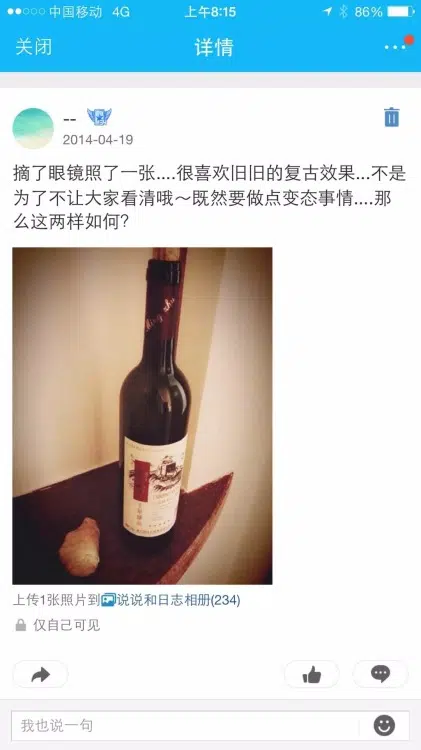 中国移动 4G 上午8:15 86%
关闭 详情
--
2014-04-19
摘了眼镜照了一张....很喜欢旧旧的复古效果...不是
为了不让大家看清哦～既然要做点变态事情....那
么这两样如何?
上传1张照片到说说和日志相册(234)
仅自己可见
我也说一句